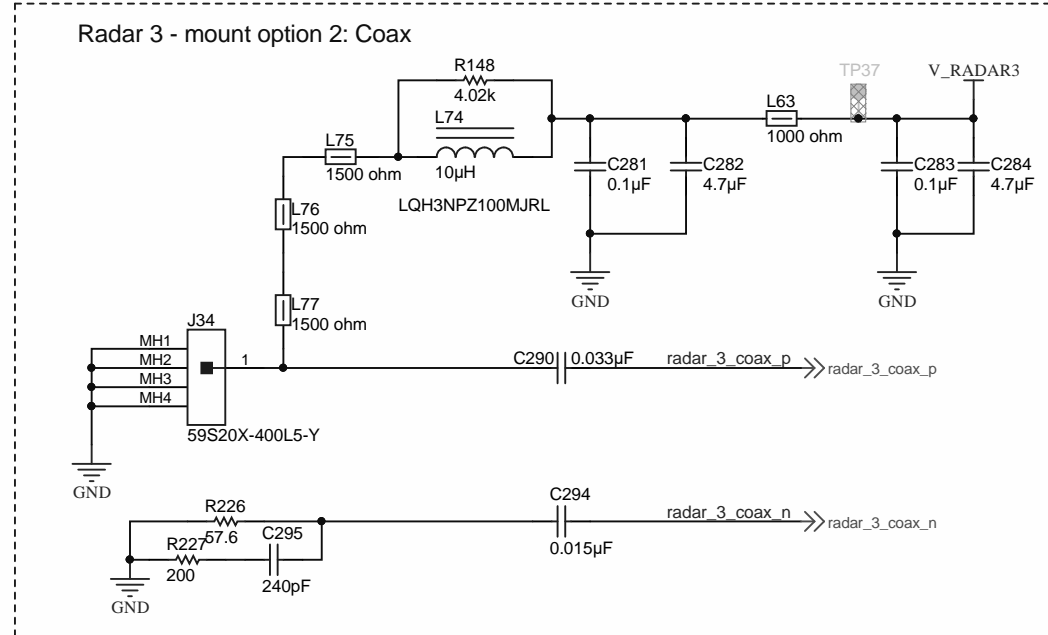 Radar 3 - mount option 2: Coax
R148
4.02k
TP37
V_RADAR3
L74
L63
1000 ohm
L75
1500 ohm
10µH
C281
0.1µF
C282
4.7µF
C283
0.1µF
C284
4.7µF
LQH3NPZ100MJRL
L76
1500 ohm
GND
GND
L77
1500 ohm
J34
MH1
MH2
MH3
MH4
1
C290
0.033µF
radar_3_coax_p
radar_3_coax_p
59S20X-400L5-Y
GND
R226
57.6
C294
0.015µF
radar_3_coax_n
radar_3_coax_n
R227
200
C295
240pF
GND